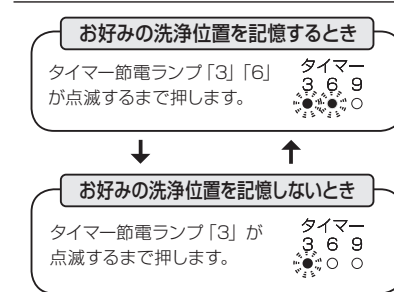 お好みの洗浄位置を記憶するとき
タイマー節電ランプ「3」「6」
が点滅するまで押します。
タイマー
3 6 9
お好みの洗浄位置を記憶しないとき
タイマー節電ランプ「3」が
点滅するまで押します。
タイマー
3 6 9